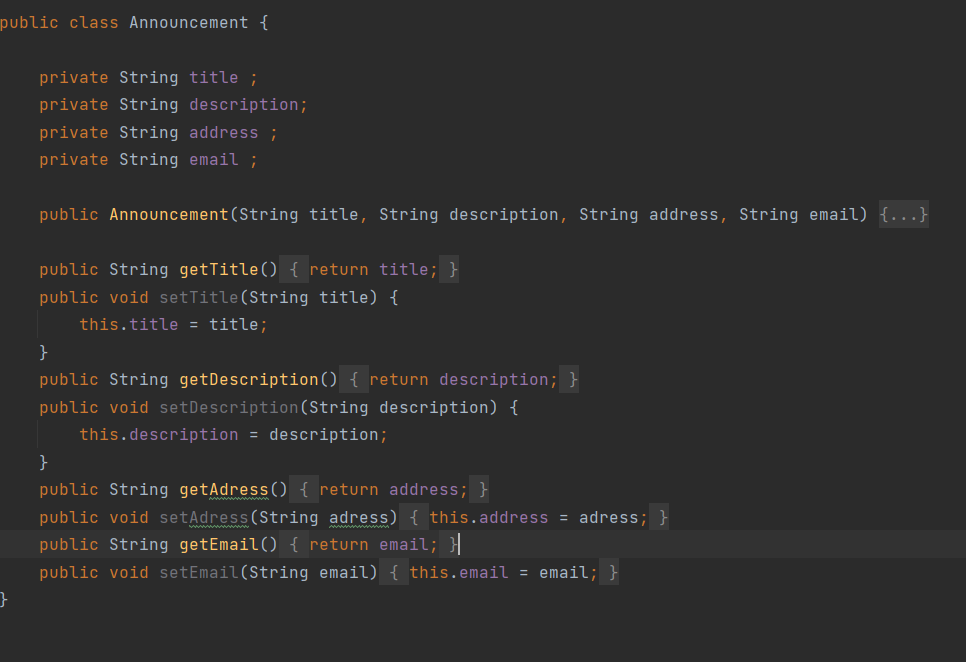 public class Announcement {
private String title ;
private String description;
private String address ;
private String email ;
public Announcement(String title, String description, String address, String email) {...}
public String getTitle() { return title; }
public void setTitle(String title) {
this.title = title;
}
public String getDescription() { return description; }
public void setDescription(String description) {
this.description = description;
}
public String getAdress() { return address; }
public void setAdress(String adress) { this.address = adress; }
public String getEmail() { return email; }
public void setEmail(String email) { this.email = email; }
}